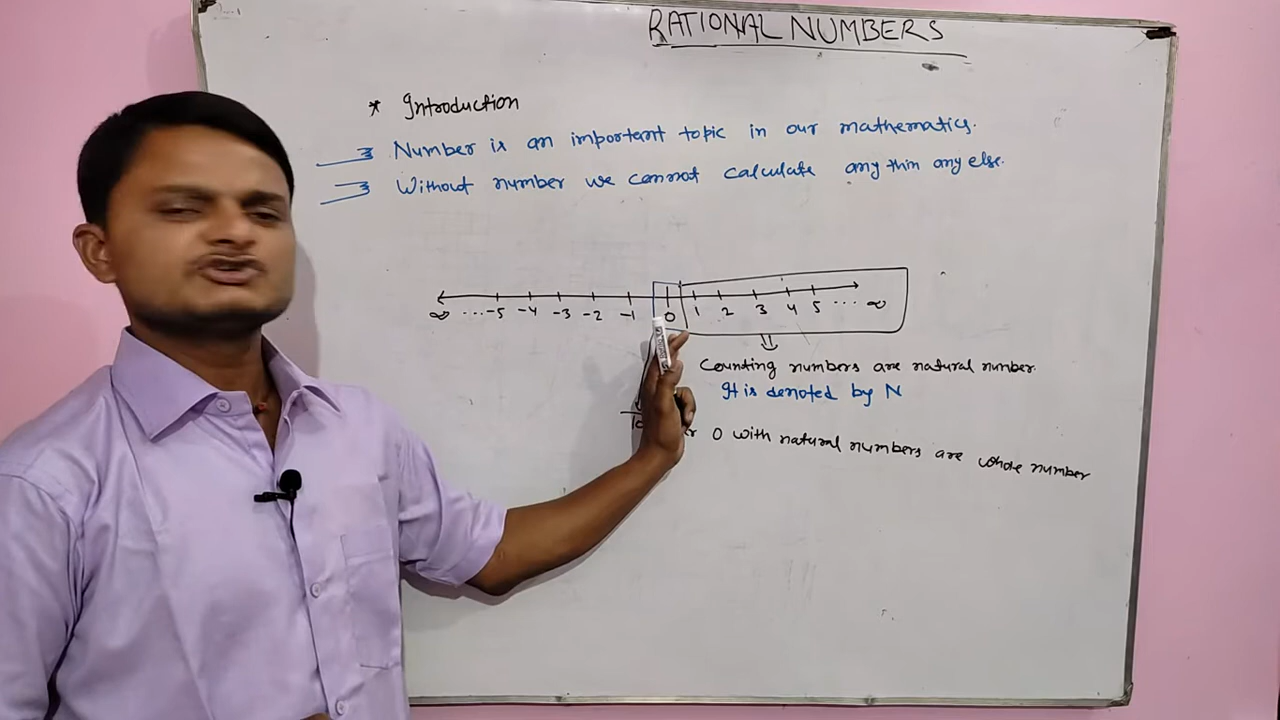 RATIONAL NUMBERS
* Introduction
Number is an important topic in our mathematics.
Without number we cannot calculate any thin any else.
∞ ...-5 -4 -3 -2 -1 0 1 2 3 4 5 ... ∞
Counting numbers are natural number.
It is denoted by N
0 with natural numbers are whole number